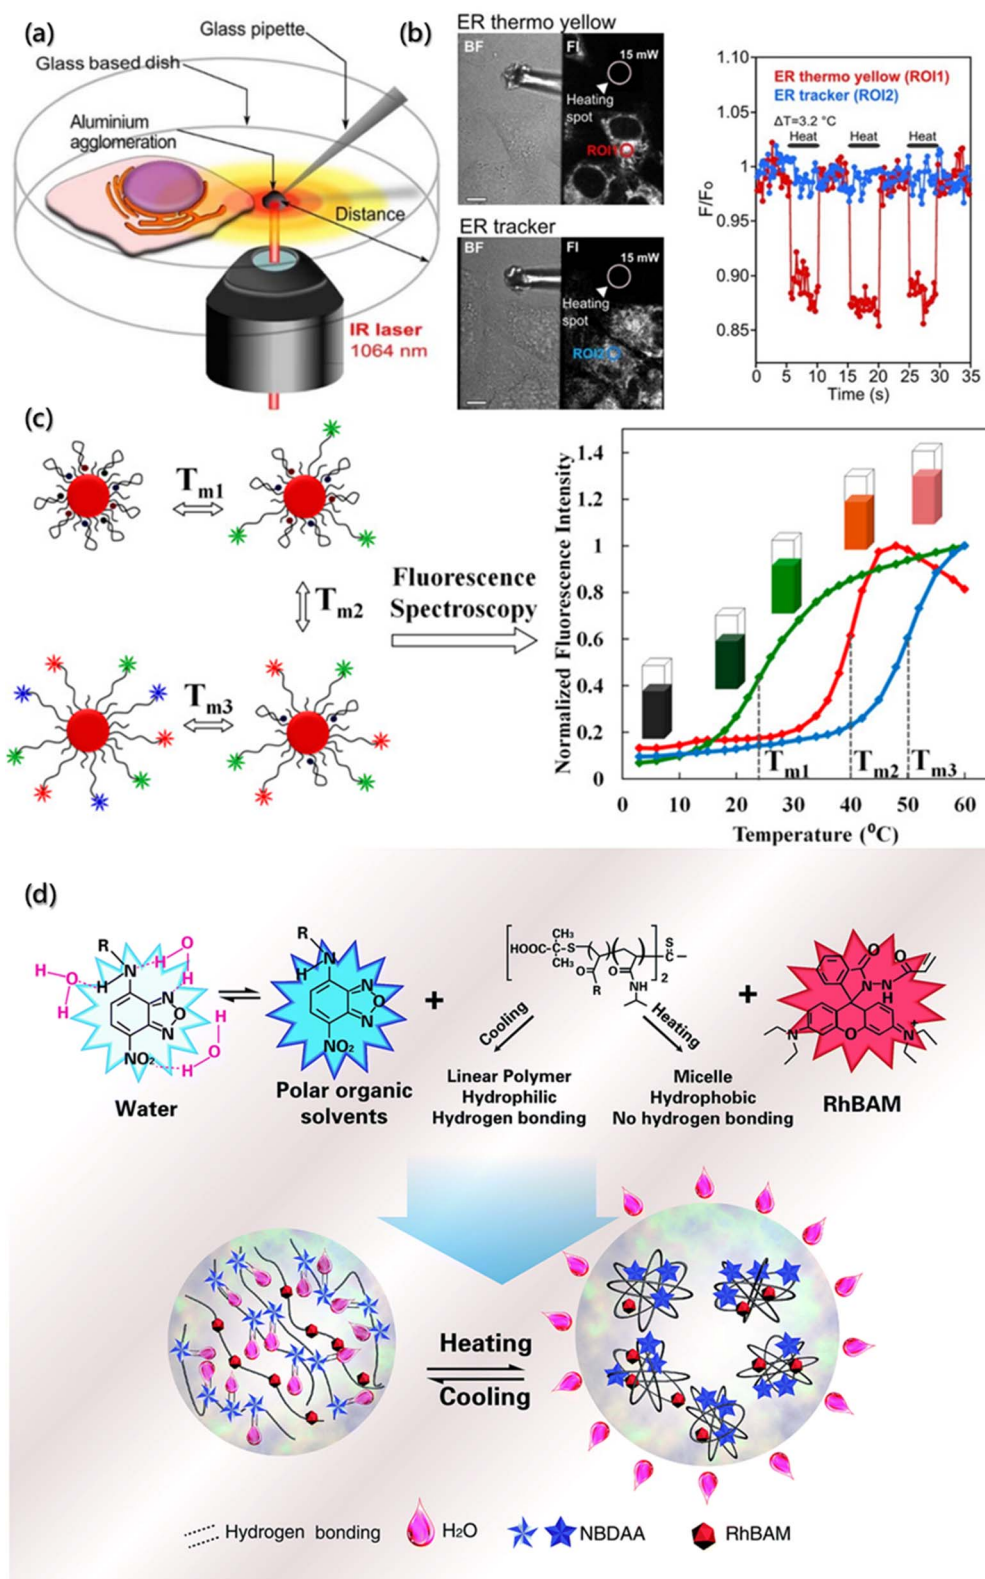 (a)
Glass pipette
Glass based dish
Aluminium
agglomeration
Distance
IR laser
1064 nm
(b)
ER thermo yellow
BF
FI
15 mW
Heating
spot
ROI1
ER tracker
BF
FI
15 mW
Heating
spot
ROI2
1.10
1.05
1
0.95
0.90
0.85
F/Fo
ER thermo yellow (ROI1)
ER tracker (ROI2)
ΔT=3.2 °C
Heat
Heat
Heat
0 5 10 15 20 25 30 35
Time (s)
(c)
Tm1
Tm2
Tm3
Fluorescence
Spectroscopy
Normalized Fluorescence Intensity
1.4
1.2
1
0.8
0.6
0.4
0.2
0
Tm1
Tm2
Tm3
0 10 20 30 40 50 60
Temperature (⁰C)
(d)
R
H
O
H
H
O
H
N
H
N
O
N
NO₂
H
O
H
Water
R
H
N
N
O
N
NO₂
Polar organic
solvents
+
HOOC
CH₃
CH₃
S
R
O
NH
2
S
C
Cooling
Heating
Linear Polymer
Hydrophilic
Hydrogen bonding
Micelle
Hydrophobic
No hydrogen bonding
+
O
O
N
N
H
N
O
N
+
RhBAM
Heating
Cooling
Hydrogen bonding
H₂O
NBDAA
RhBAM